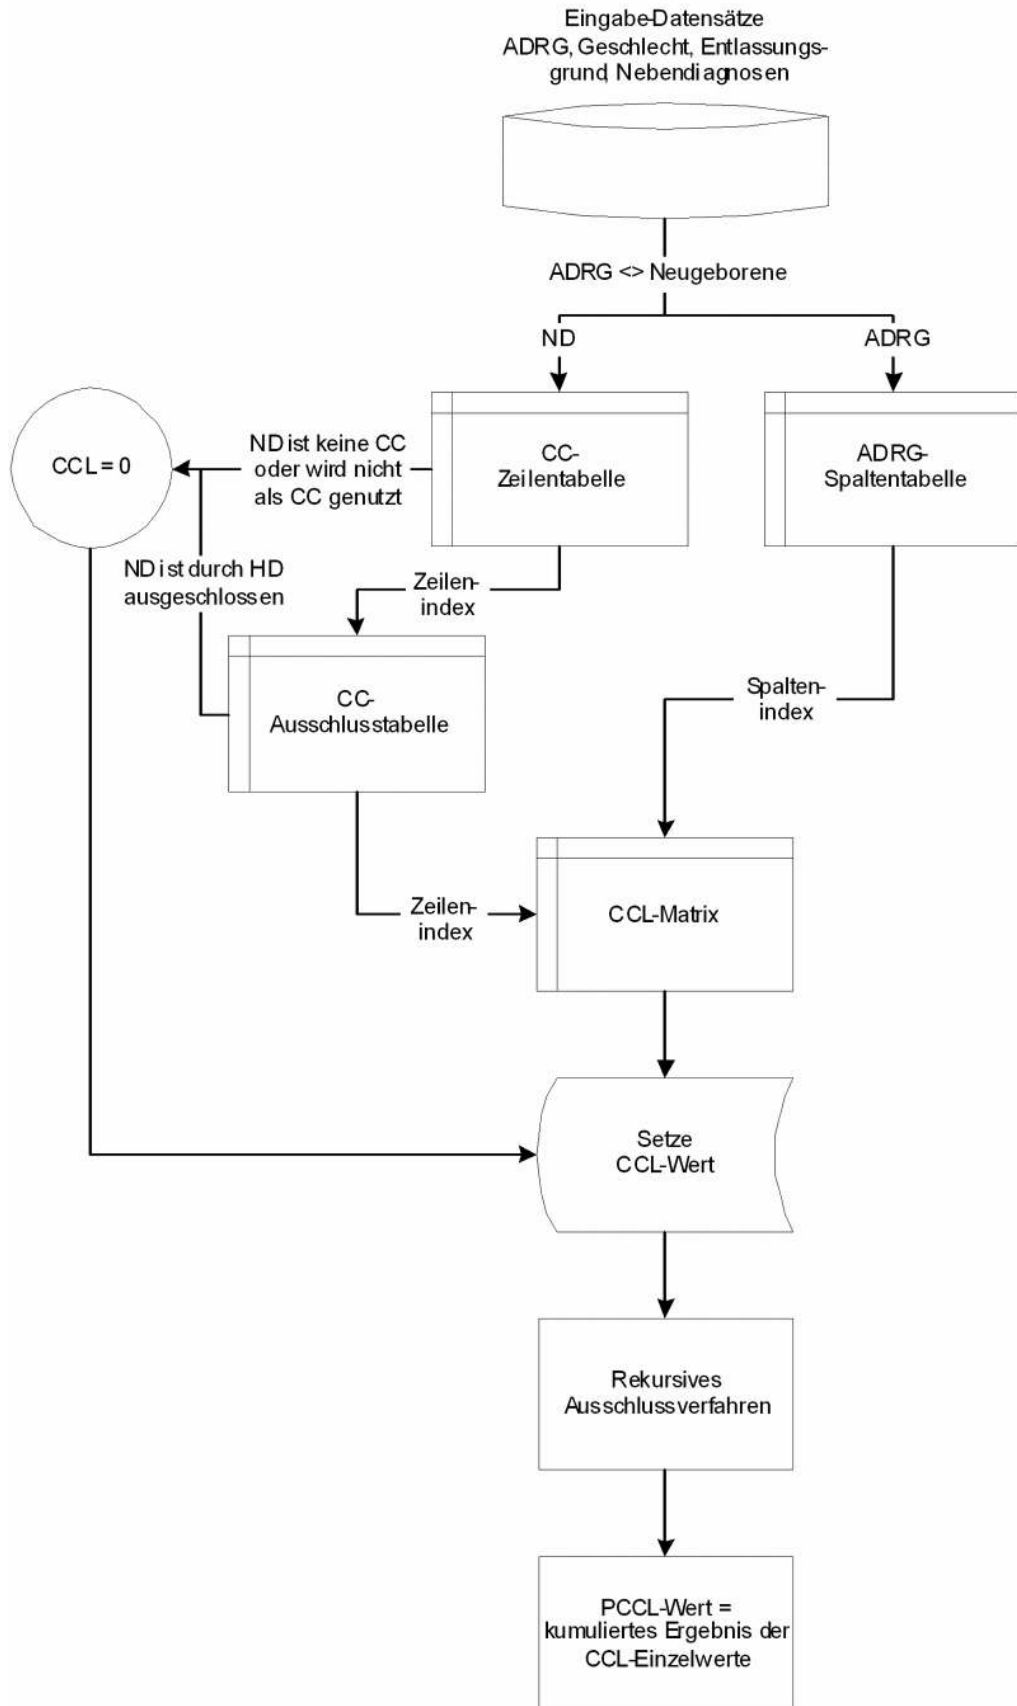 Eingabe-Datensätze
ADRG, Geschlecht, Entlassungs-
grund, Nebendiagnosen
ADRG <> Neugeborene
ND
ADRG
CCL = 0
ND ist keine CC
oder wird nicht
als CC genutzt
CC-
Zeilentabelle
ADRG-
Spaltentabelle
ND ist durch HD
ausgeschlossen
Zeilen-
index
CC-
Ausschlusstabelle
Spalten-
index
Zeilen-
index
CCL-Matrix
Setze
CCL-Wert
Rekursives
Ausschlussverfahren
PCCL-Wert =
kumuliertes Ergebnis der
CCL-Einzelwerte